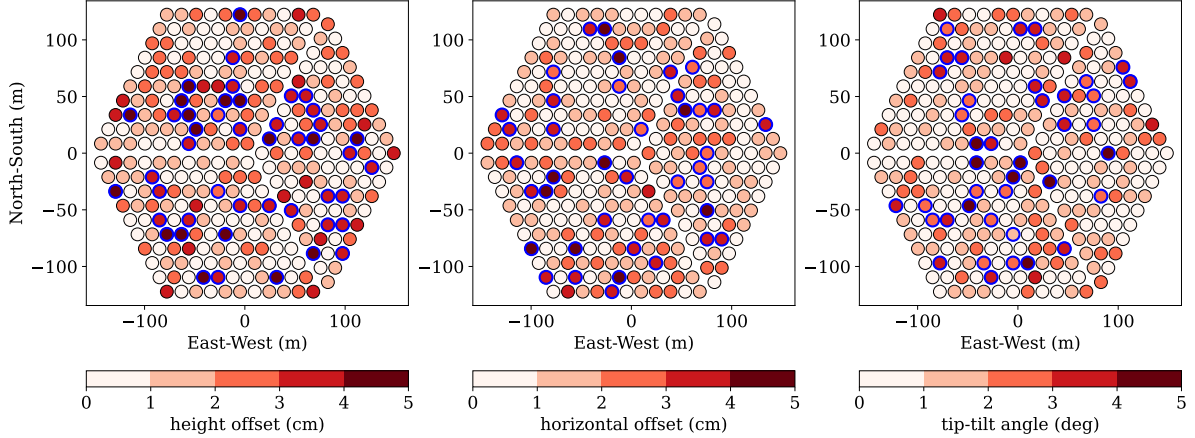 North-South (m)
100
50
0
−50
−100
−100 0 100
East-West (m)
0 1 2 3 4 5
height offset (cm)
−100 0 100
East-West (m)
0 1 2 3 4 5
horizontal offset (cm)
−100 0 100
East-West (m)
0 1 2 3 4 5
tip-tilt angle (deg)
100
50
0
−50
−100
100
50
0
−50
−100